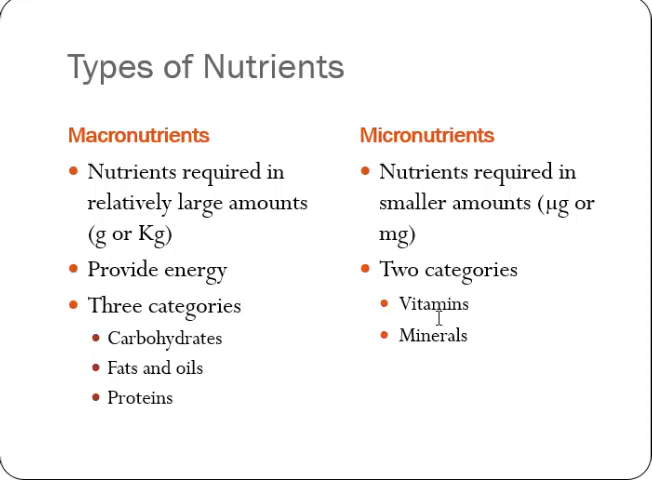 Types of Nutrients
Macronutrients
Nutrients required in
relatively large amounts
(g or Kg)
Provide energy
Three categories
Carbohydrates
Fats and oils
Proteins
Micronutrients
Nutrients required in
smaller amounts (µg or
mg)
Two categories
Vitamins
Minerals